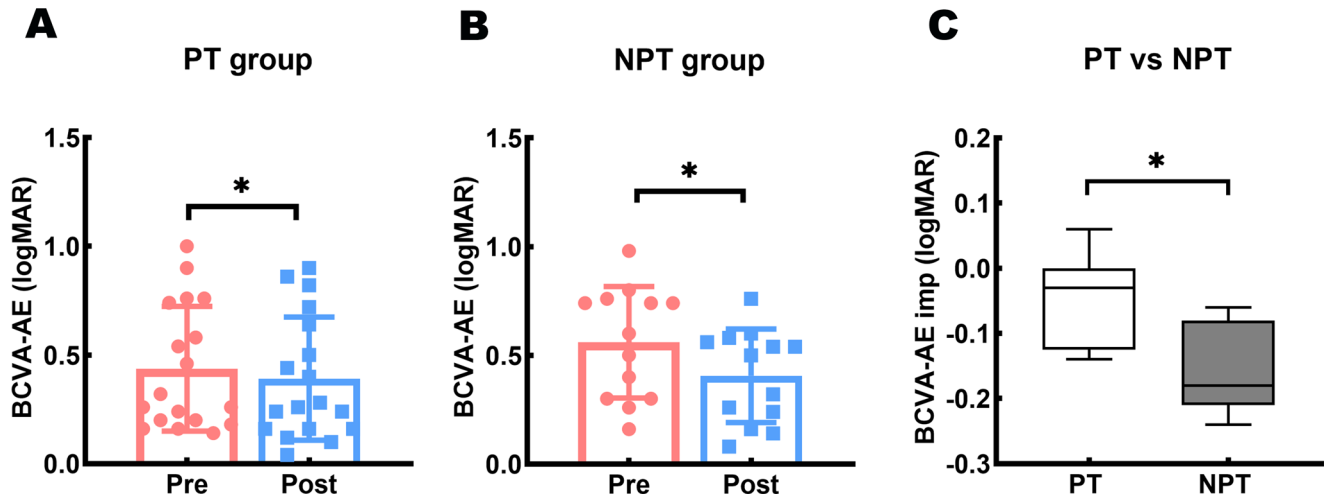 A
PT group
BCVA-AE (logMAR)
1.5
1.0
0.5
0.0
*
Pre
Post
B
NPT group
BCVA-AE (logMAR)
1.5
1.0
0.5
0.0
*
Pre
Post
C
PT vs NPT
BCVA-AE imp (logMAR)
0.2
0.1
0.0
-0.1
-0.2
-0.3
*
PT
NPT